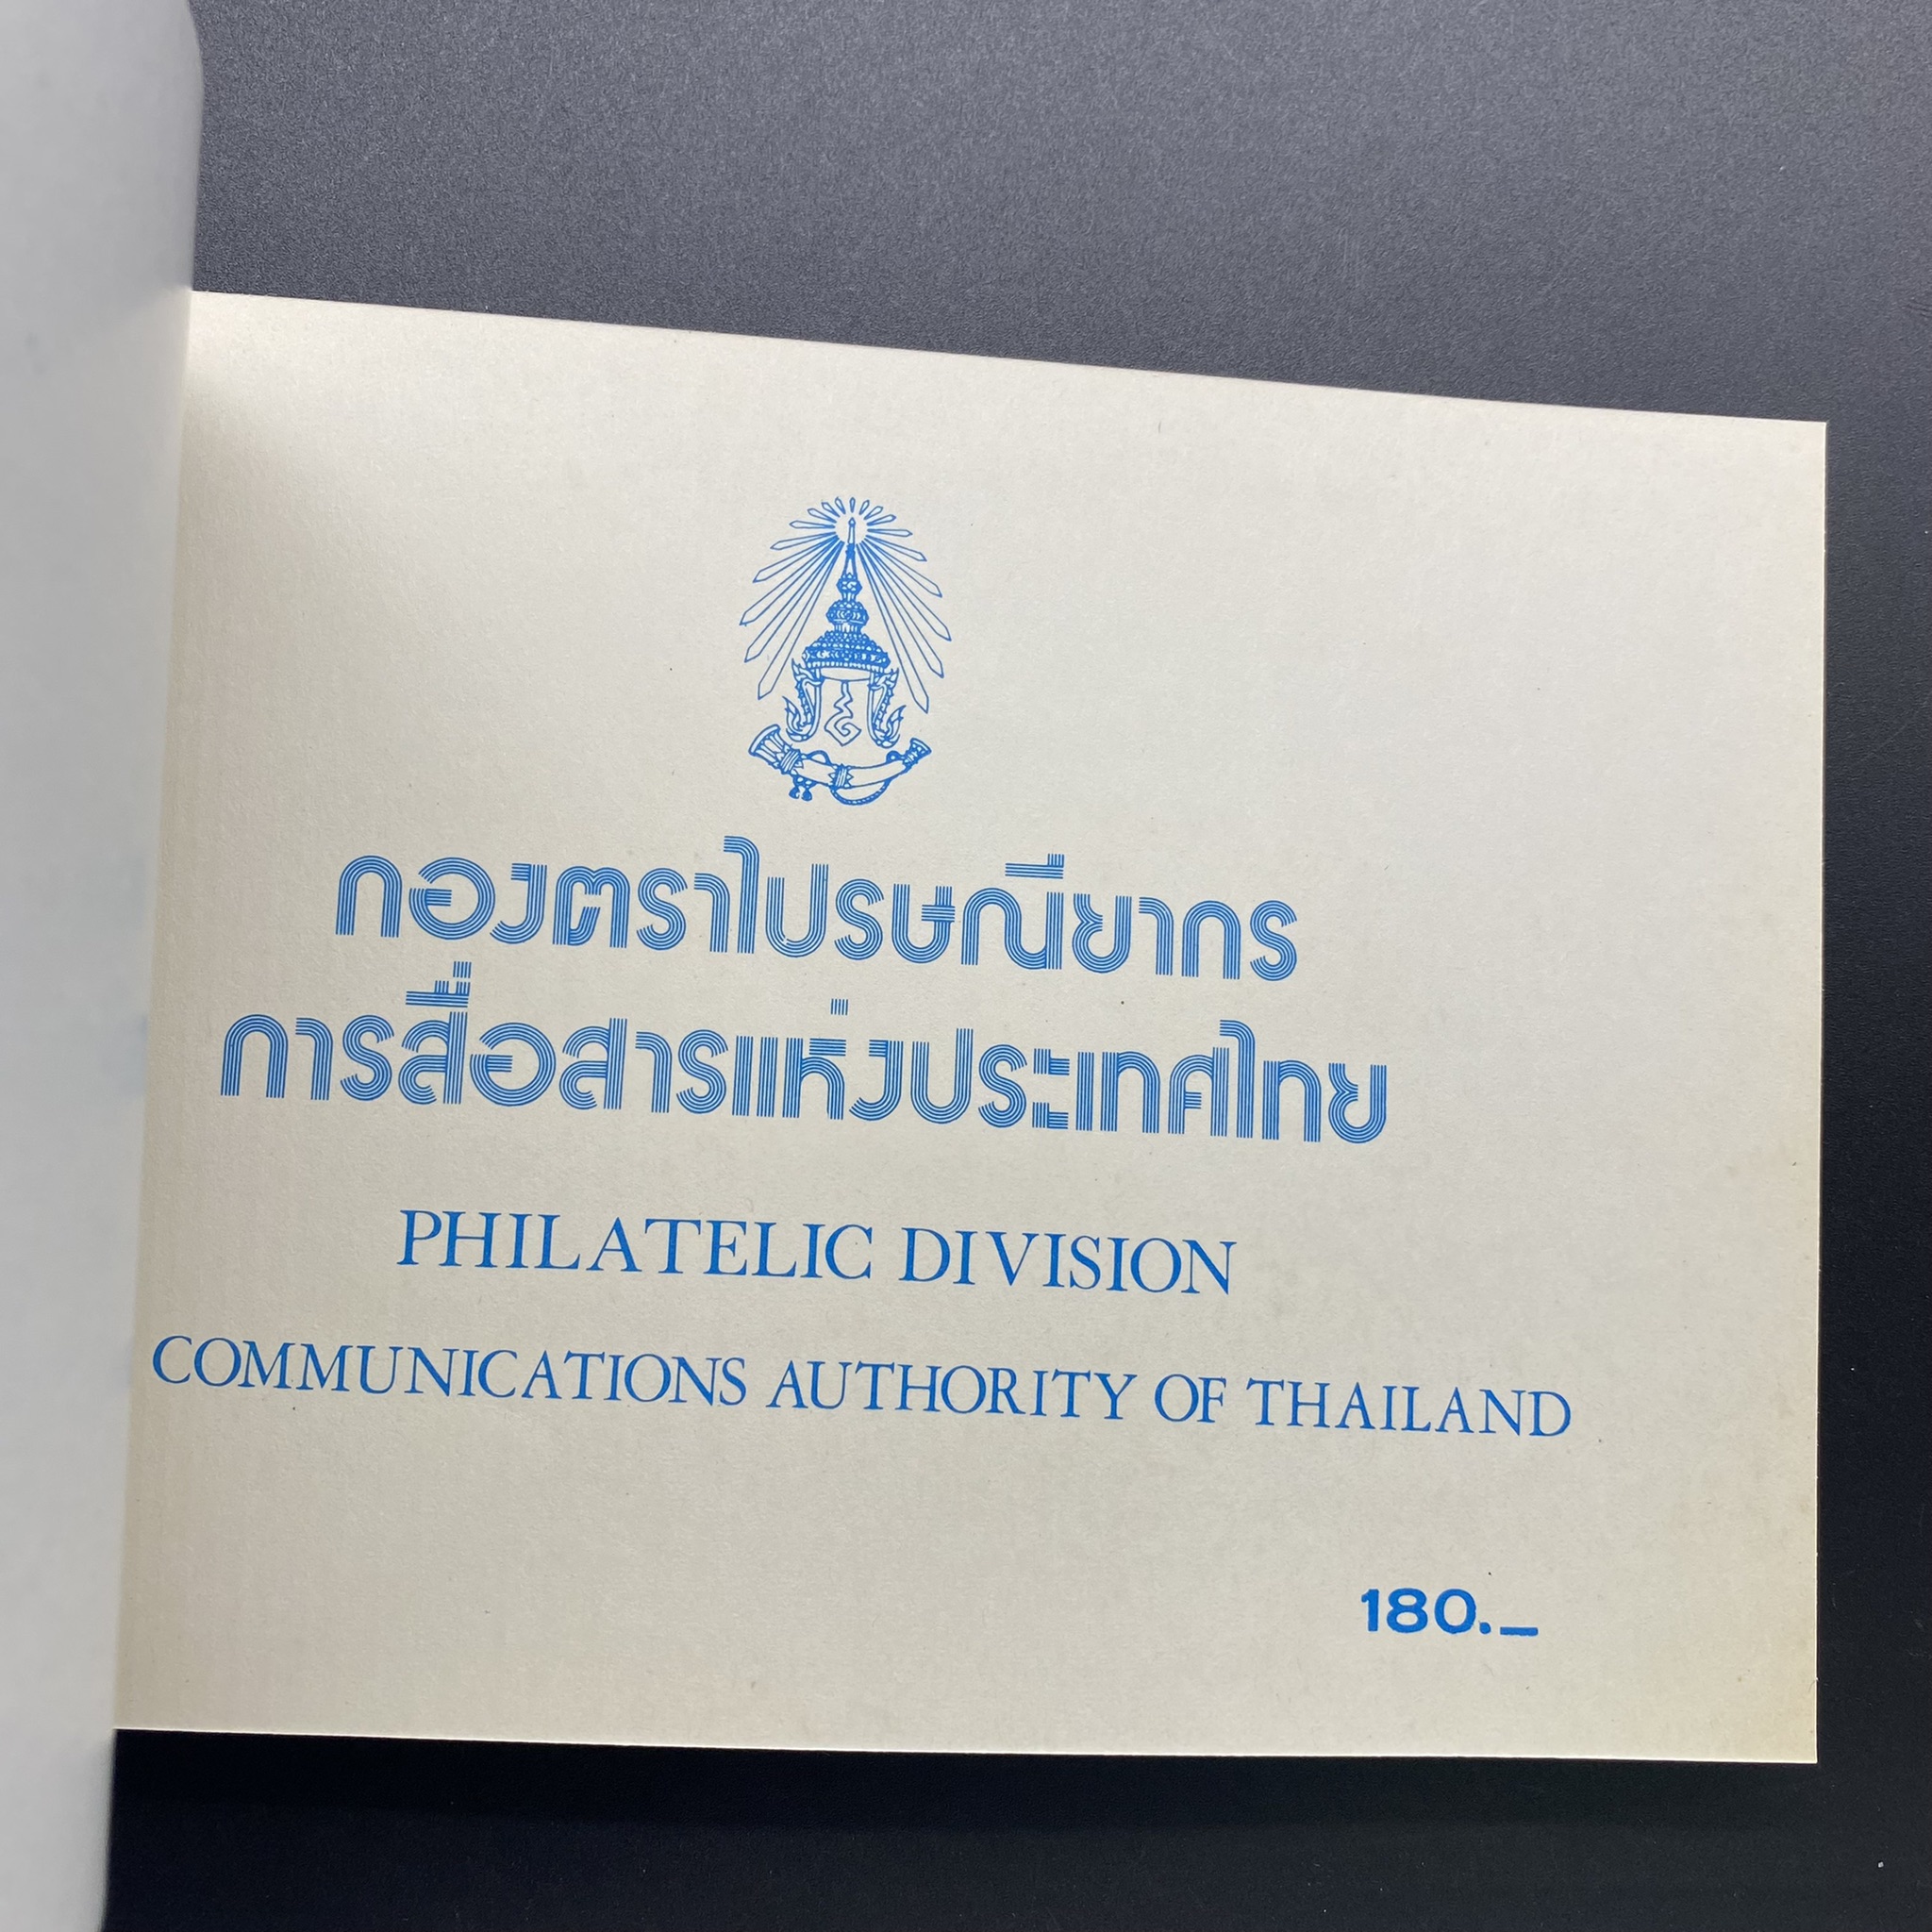 กองตราไปรษณียากร
การสื่อสารแห่งประเทศไทย
PHILATELIC DIVISION
COMMUNICATIONS AUTHORITY OF THAILAND
180._